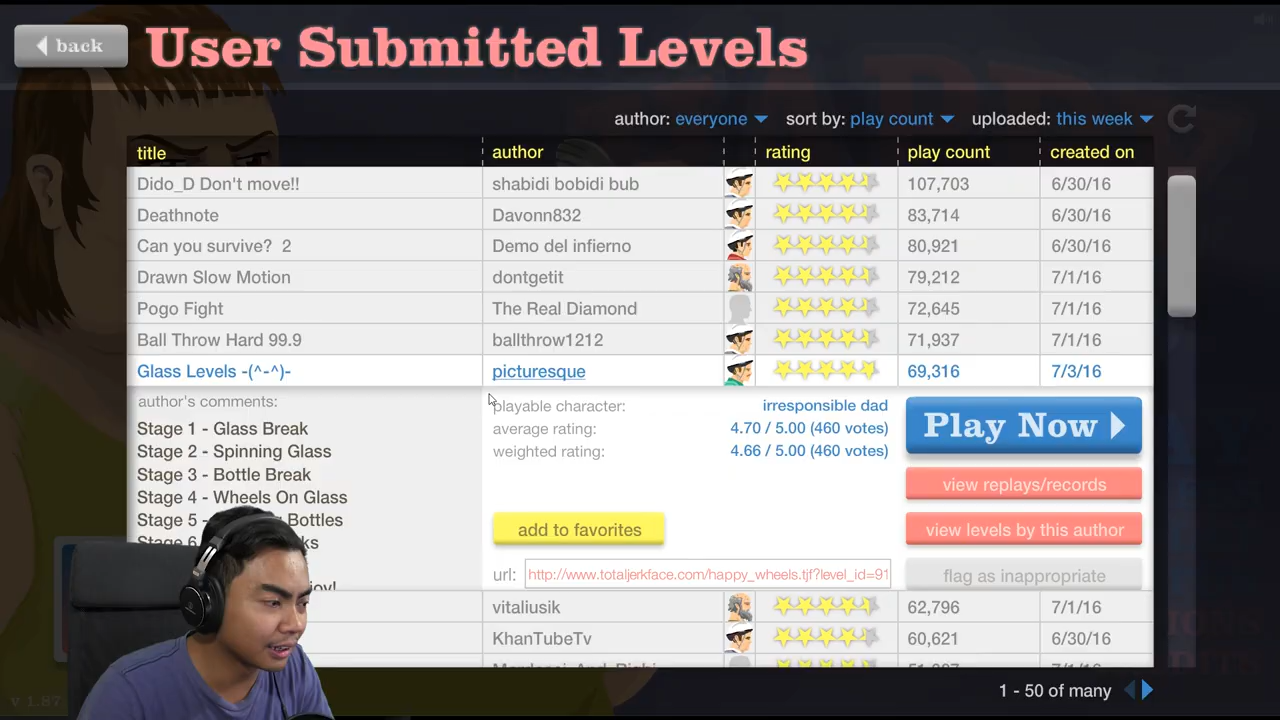 back
User Submitted Levels
author: everyone sort by: play count uploaded: this week
title author rating play count created on
Dido_D Don't move!! shabidi bobidi bub 107,703 6/30/16
Deathnote Davonn832 83,714 6/30/16
Can you survive? 2 Demo del infierno 80,921 6/30/16
Drawn Slow Motion dontgetit 79,212 7/1/16
Pogo Fight The Real Diamond 72,645 7/1/16
Ball Throw Hard 99.9 ballthrow1212 71,937 7/1/16
Glass Levels -(^-^)- picturesque 69,316 7/3/16
author's comments:
Stage 1 - Glass Break
Stage 2 - Spinning Glass
Stage 3 - Bottle Break
Stage 4 - Wheels On Glass
Stage 5 - Bottles
Stage 6
playable character: irresponsible dad
average rating: 4.70 / 5.00 (460 votes)
weighted rating: 4.66 / 5.00 (460 votes)
add to favorites
url: http://www.totaljerkface.com/happy_wheels.tjf?level_id=91
Play Now
view replays/records
view levels by this author
flag as inappropriate
vitaliusik 62,796 7/1/16
KhanTubeTv 60,621 6/30/16
1 - 50 of many
v 1.87